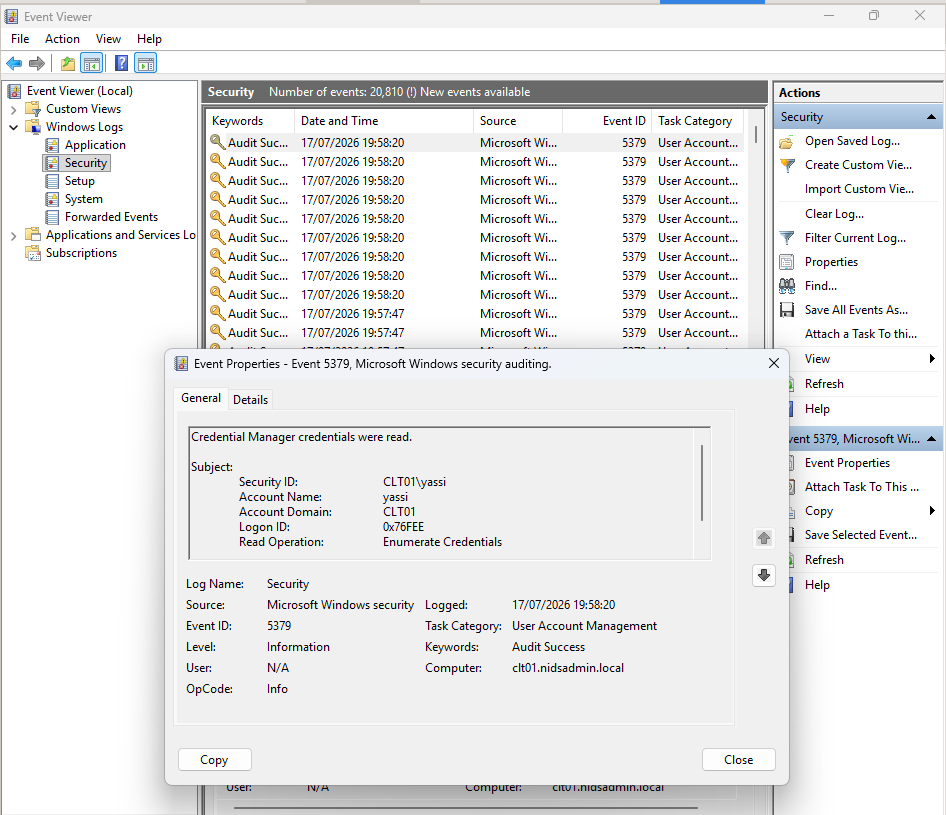 Event Viewer
File Action View Help
Event Viewer (Local)
Custom Views
Windows Logs
Application
Security
Setup
System
Forwarded Events
Applications and Services Lo
Subscriptions
Security Number of events: 20,810 (!) New events available
Keywords Date and Time Source Event ID Task Category
Audit Suc... 17/07/2026 19:58:20 Microsoft Wi... 5379 User Account...
Audit Suc... 17/07/2026 19:58:20 Microsoft Wi... 5379 User Account...
Audit Suc... 17/07/2026 19:58:20 Microsoft Wi... 5379 User Account...
Audit Suc... 17/07/2026 19:58:20 Microsoft Wi... 5379 User Account...
Audit Suc... 17/07/2026 19:58:20 Microsoft Wi... 5379 User Account...
Audit Suc... 17/07/2026 19:58:20 Microsoft Wi... 5379 User Account...
Audit Suc... 17/07/2026 19:58:20 Microsoft Wi... 5379 User Account...
Audit Suc... 17/07/2026 19:58:20 Microsoft Wi... 5379 User Account...
Audit Suc... 17/07/2026 19:58:20 Microsoft Wi... 5379 User Account...
Audit Suc... 17/07/2026 19:57:47 Microsoft Wi... 5379 User Account...
Audit Suc... 17/07/2026 19:57:47 Microsoft Wi... 5379 User Account...
Event Properties - Event 5379, Microsoft Windows security auditing.
General Details
Credential Manager credentials were read.
Subject:
Security ID: CLT01\yassi
Account Name: yassi
Account Domain: CLT01
Logon ID: 0x76FEE
Read Operation: Enumerate Credentials
Log Name: Security
Source: Microsoft Windows security Logged: 17/07/2026 19:58:20
Event ID: 5379 Task Category: User Account Management
Level: Information Keywords: Audit Success
User: N/A Computer: clt01.nidsadmin.local
OpCode: Info
Copy Close
User: N/A Computer: clt01.nidsadmin.local
Actions
Security
Open Saved Log...
Create Custom Vie...
Import Custom Vie...
Clear Log...
Filter Current Log...
Properties
Find...
Save All Events As...
Attach a Task To thi...
View
Refresh
Help
vent 5379, Microsoft Wi...
Event Properties
Attach Task To This ...
Copy
Save Selected Event...
Refresh
Help